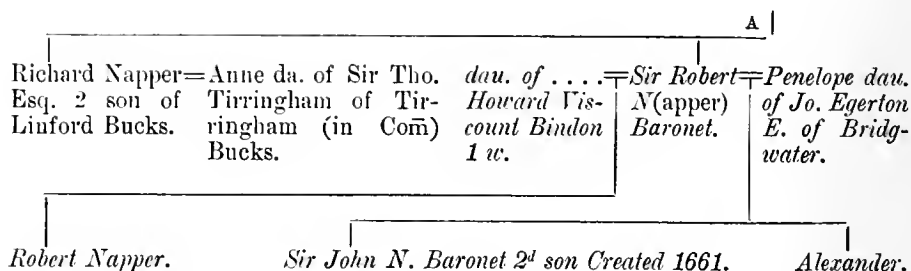 A
Richard Napper=Anne da. of Sir Tho. dau. of ....=Sir Robert=Penelope dau.
Esq. 2 son of Tirringham of Tir- Howard Vis- N(apper) of Jo. Egerton
Linford Bucks. ringham (in Com̄) count Bindon Baronet. E. of Bridg-
Bucks. 1 w. water.
Robert Napper. Sir John N. Baronet 2d son Created 1661. Alexander.